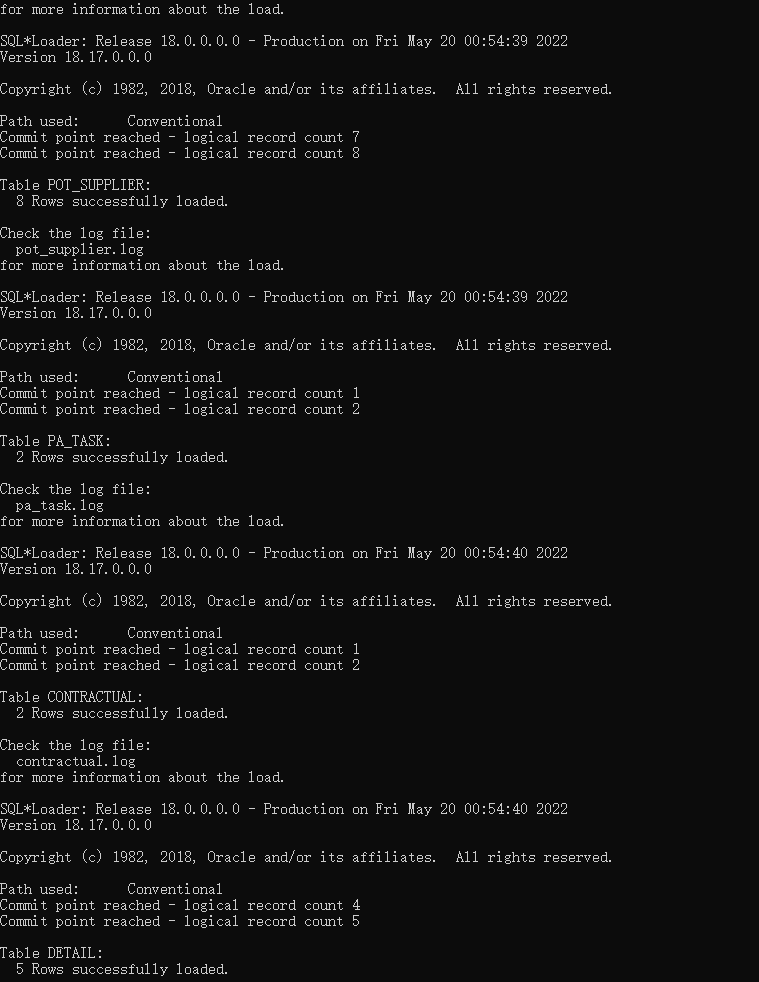 for more information about the load.
SQL*Loader: Release 18.0.0.0.0 - Production on Fri May 20 00:54:39 2022
Version 18.17.0.0.0
Copyright (c) 1982, 2018, Oracle and/or its affiliates.  All rights reserved.
Path used:      Conventional
Commit point reached - logical record count 7
Commit point reached - logical record count 8
Table POT_SUPPLIER:
  8 Rows successfully loaded.
Check the log file:
  pot_supplier.log
for more information about the load.
SQL*Loader: Release 18.0.0.0.0 - Production on Fri May 20 00:54:39 2022
Version 18.17.0.0.0
Copyright (c) 1982, 2018, Oracle and/or its affiliates.  All rights reserved.
Path used:      Conventional
Commit point reached - logical record count 1
Commit point reached - logical record count 2
Table PA_TASK:
  2 Rows successfully loaded.
Check the log file:
  pa_task.log
for more information about the load.
SQL*Loader: Release 18.0.0.0.0 - Production on Fri May 20 00:54:40 2022
Version 18.17.0.0.0
Copyright (c) 1982, 2018, Oracle and/or its affiliates.  All rights reserved.
Path used:      Conventional
Commit point reached - logical record count 1
Commit point reached - logical record count 2
Table CONTRACTUAL:
  2 Rows successfully loaded.
Check the log file:
  contractual.log
for more information about the load.
SQL*Loader: Release 18.0.0.0.0 - Production on Fri May 20 00:54:40 2022
Version 18.17.0.0.0
Copyright (c) 1982, 2018, Oracle and/or its affiliates.  All rights reserved.
Path used:      Conventional
Commit point reached - logical record count 4
Commit point reached - logical record count 5
Table DETAIL:
  5 Rows successfully loaded.